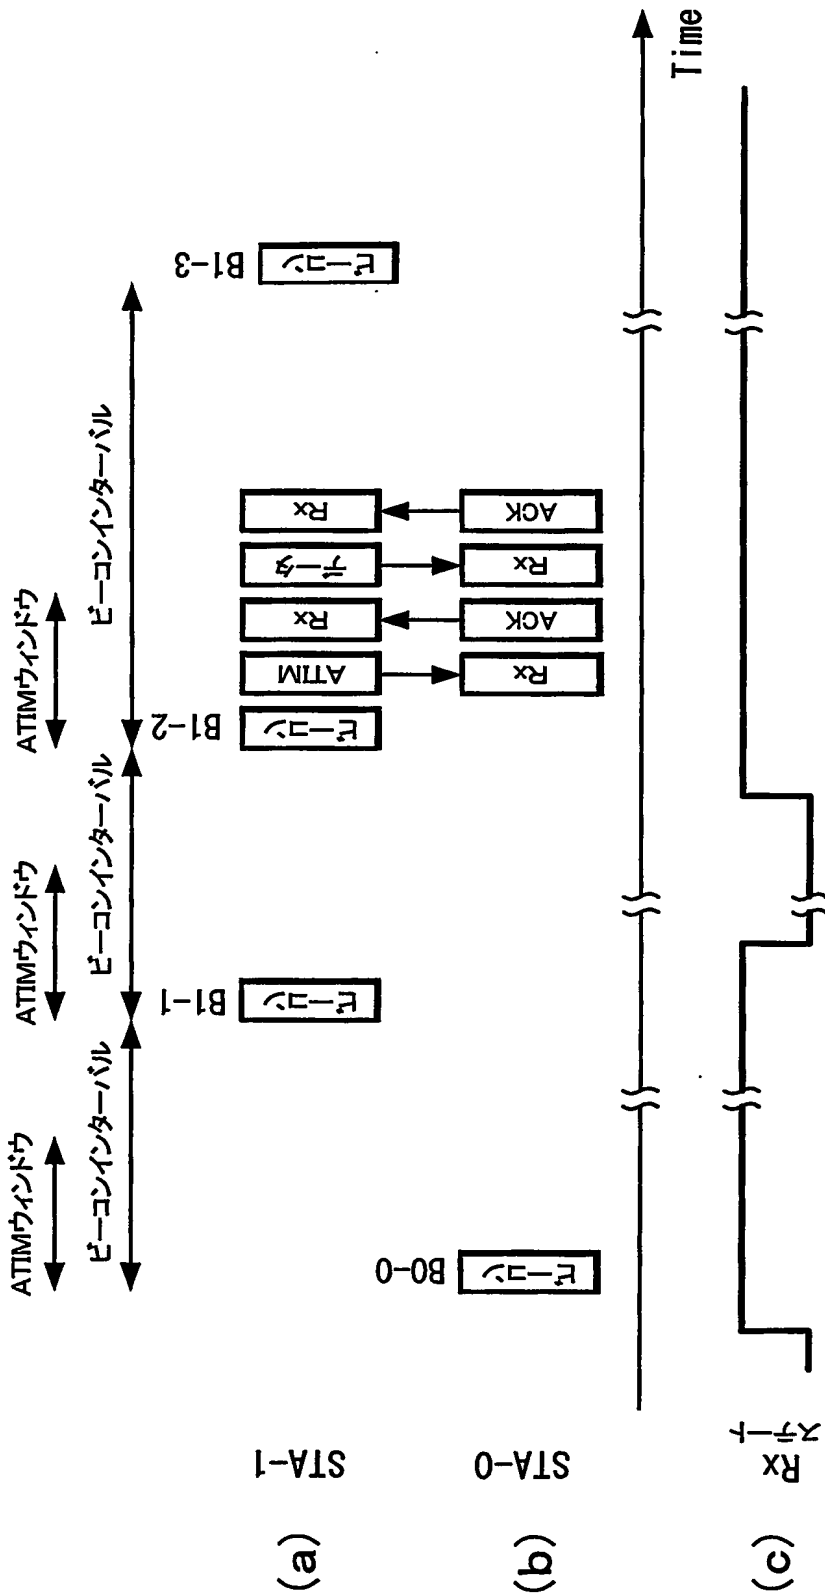 ATIMウィンドウ
ATIMウィンドウ
ATIMウィンドウ
ビーコンインターバル
ビーコンインターバル
ビーコンインターバル
(a)
STA-1
B1-1
ビーコン
B1-2
ビーコン
ATIM
Rx
データ
Rx
B1-3
ビーコン
(b)
STA-0
B0-0
ビーコン
Rx
ACK
Rx
ACK
Time
(c)
Rx
ステート